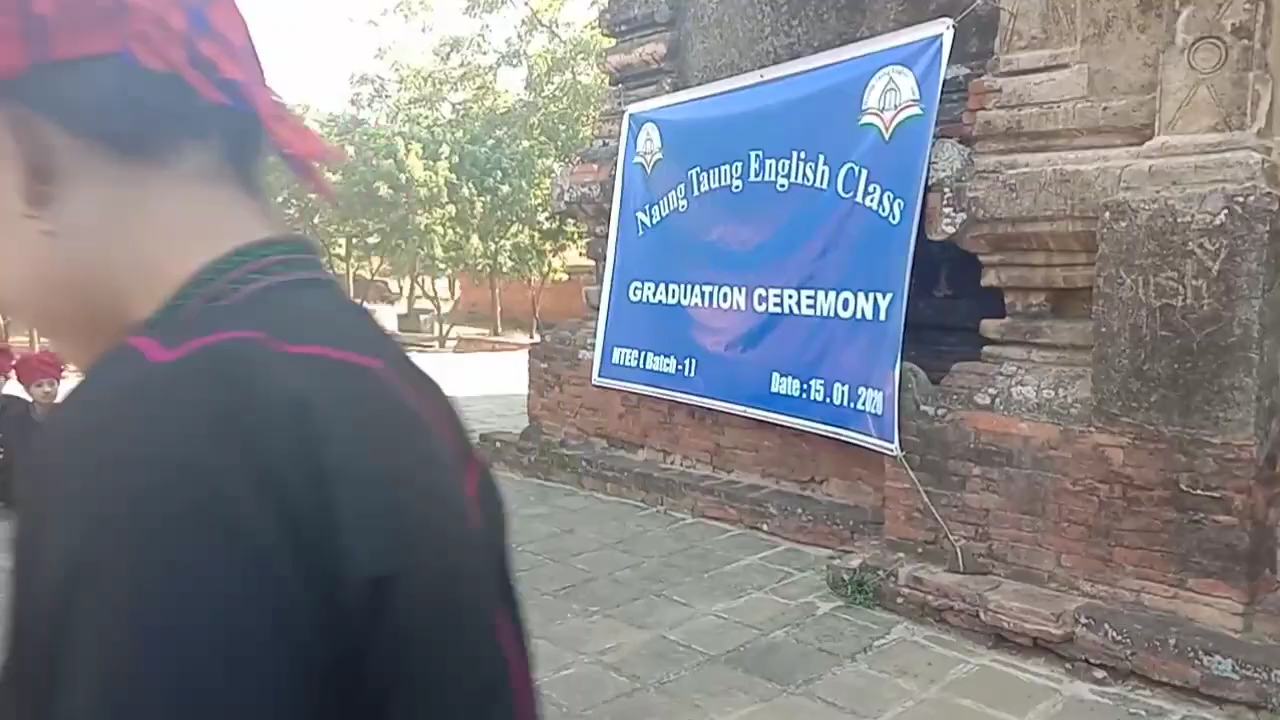 Naung Taung English Class
GRADUATION CEREMONY
NTEC ( Batch - 1 )
Date : 15 . 01 . 2020